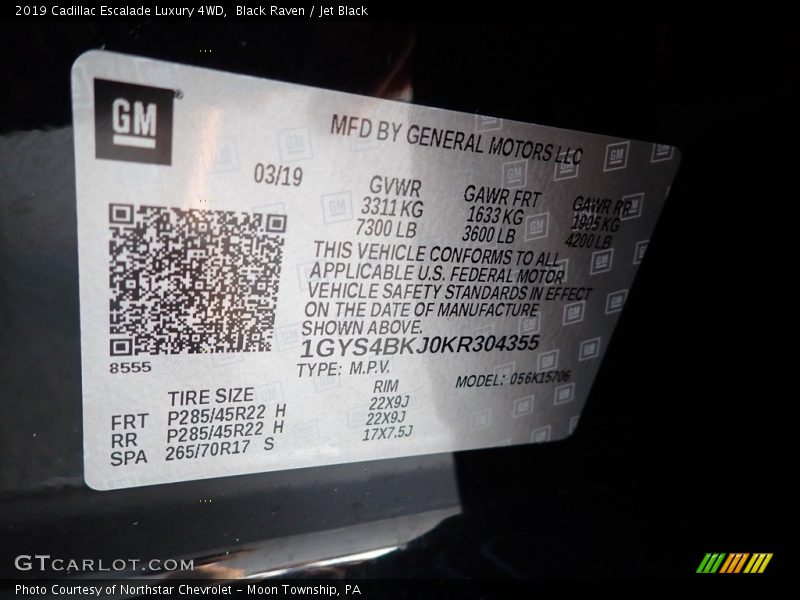 2019 Cadillac Escalade Luxury 4WD, Black Raven / Jet Black
GM
MFD BY GENERAL MOTORS LLC
03/19
GVWR GAWR FRT GAWR RR
3311 KG 1633 KG 1905 KG
7300 LB 3600 LB 4200 LB
THIS VEHICLE CONFORMS TO ALL
APPLICABLE U.S. FEDERAL MOTOR
VEHICLE SAFETY STANDARDS IN EFFECT
ON THE DATE OF MANUFACTURE
SHOWN ABOVE.
1GYS4BKJ0KR304355
8555
TYPE: M.P.V. MODEL: 056K15706
TIRE SIZE RIM
FRT P285/45R22 H 22X9J
RR P285/45R22 H 22X9J
SPA 265/70R17 S 17X7.5J
GTCARLOT.COM
Photo Courtesy of Northstar Chevrolet - Moon Township, PA